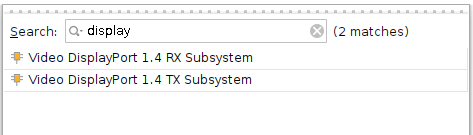 Search: display (2 matches)
Video DisplayPort 1.4 RX Subsystem
Video DisplayPort 1.4 TX Subsystem